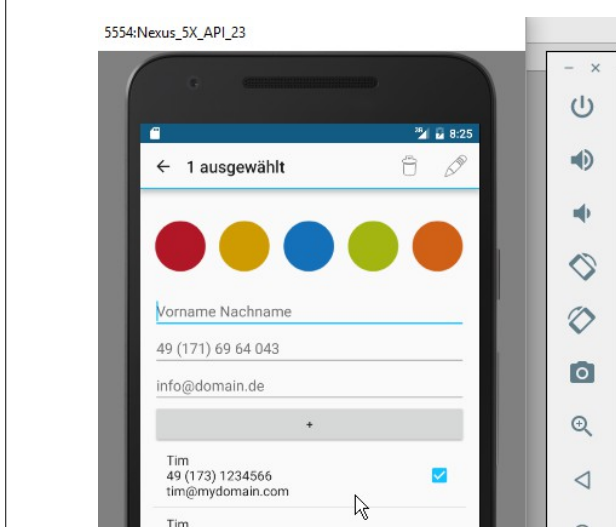 5554:Nexus_5X_API_23
3G 8:25
1 ausgewählt
Vorname Nachname
49 (171) 69 64 043
info@domain.de
+
Tim
49 (173) 1234566
tim@mydomain.com
Tim